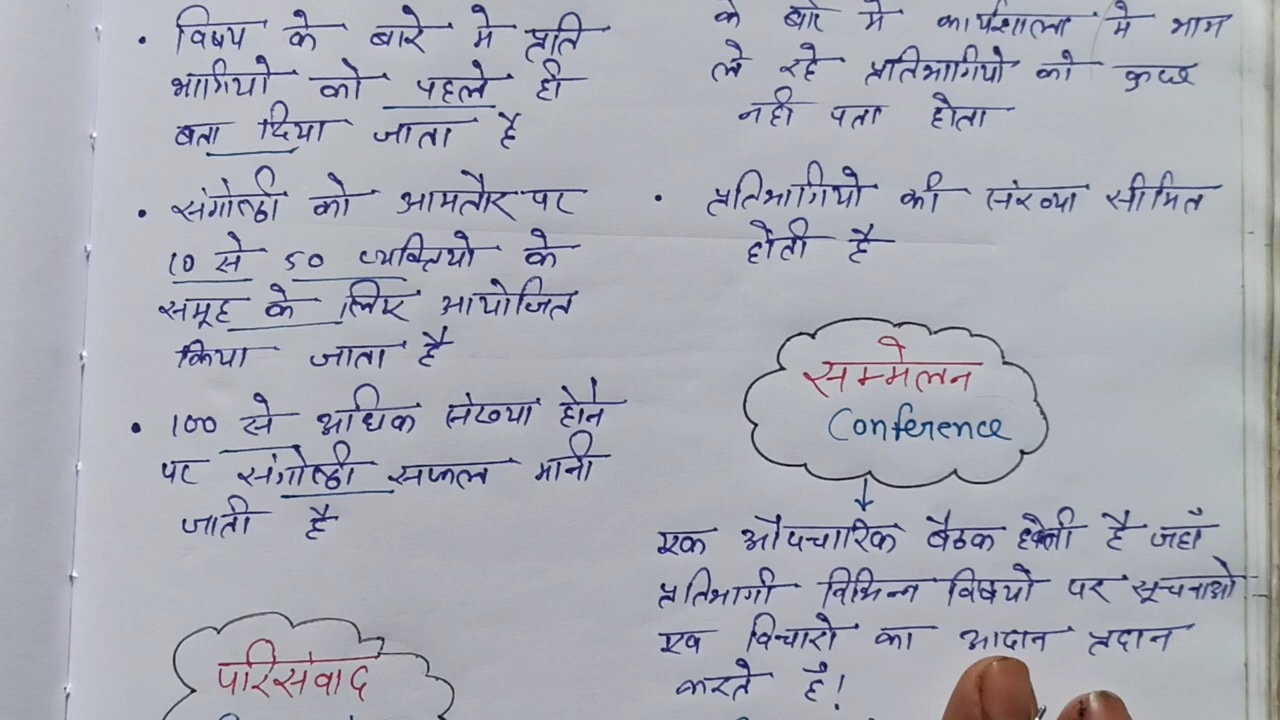 • विषय के बारे मे प्रति
भागियो को पहले ही
बता दिया जाता है
• संगोष्ठी को आमतौर पर
10 से 50 व्यक्तियो के
समूह के लिए आयोजित
किया जाता है
• 100 से अधिक संख्या होने
पर संगोष्ठी सफल मानी
जाती है
परिसंवाद
के बारे मे कार्यशाला मे भाग
ले रहे प्रतिभागियो को कुछ
नही पता होता
• प्रतिभागियो की संख्या सीमित
होती है
सम्मेलन
Conference
एक औपचारिक बैठक होती है जहाँ
प्रतिभागी विभिन्न विषयो पर सूचनाओ
एव विचारो का आदान प्रदान
करते है!